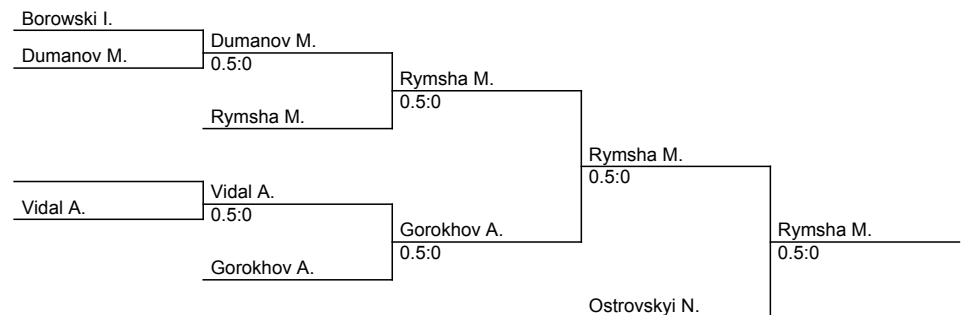 Borowski I.
Dumanov M.
Dumanov M.
0.5:0
Rymsha M.
0.5:0
Rymsha M.
Rymsha M.
0.5:0
Vidal A.
Vidal A.
0.5:0
Gorokhov A.
0.5:0
Rymsha M.
0.5:0
Gorokhov A.
Ostrovskyi N.